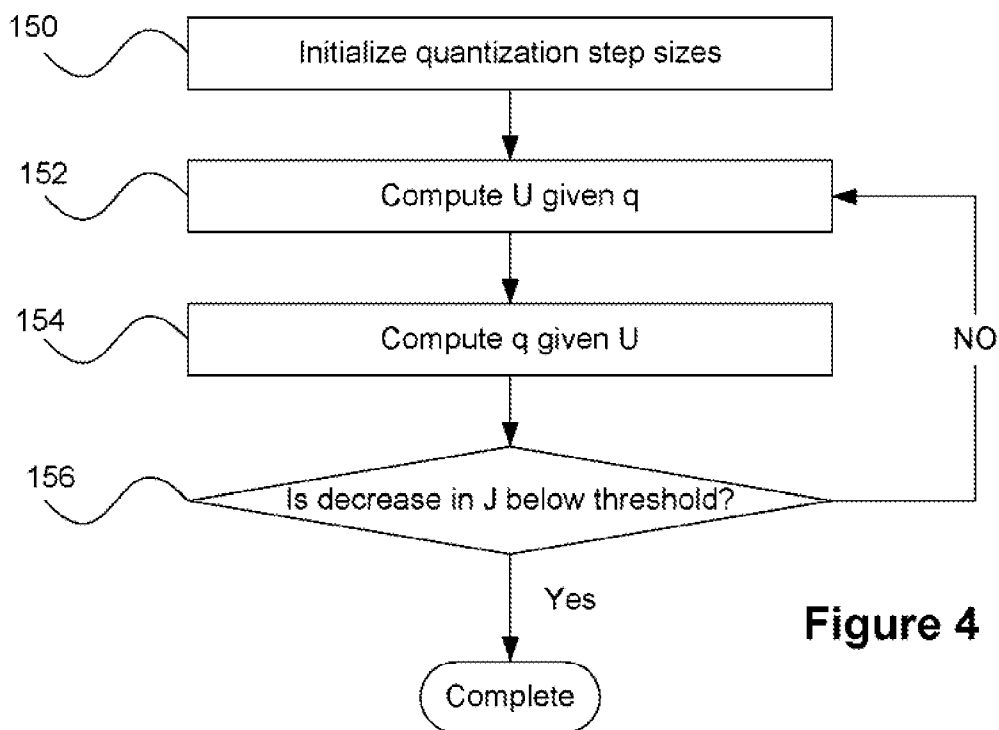 150
Initialize quantization step sizes
152
Compute U given q
154
Compute q given U
NO
156
Is decrease in J below threshold?
Yes
Figure 4
Complete